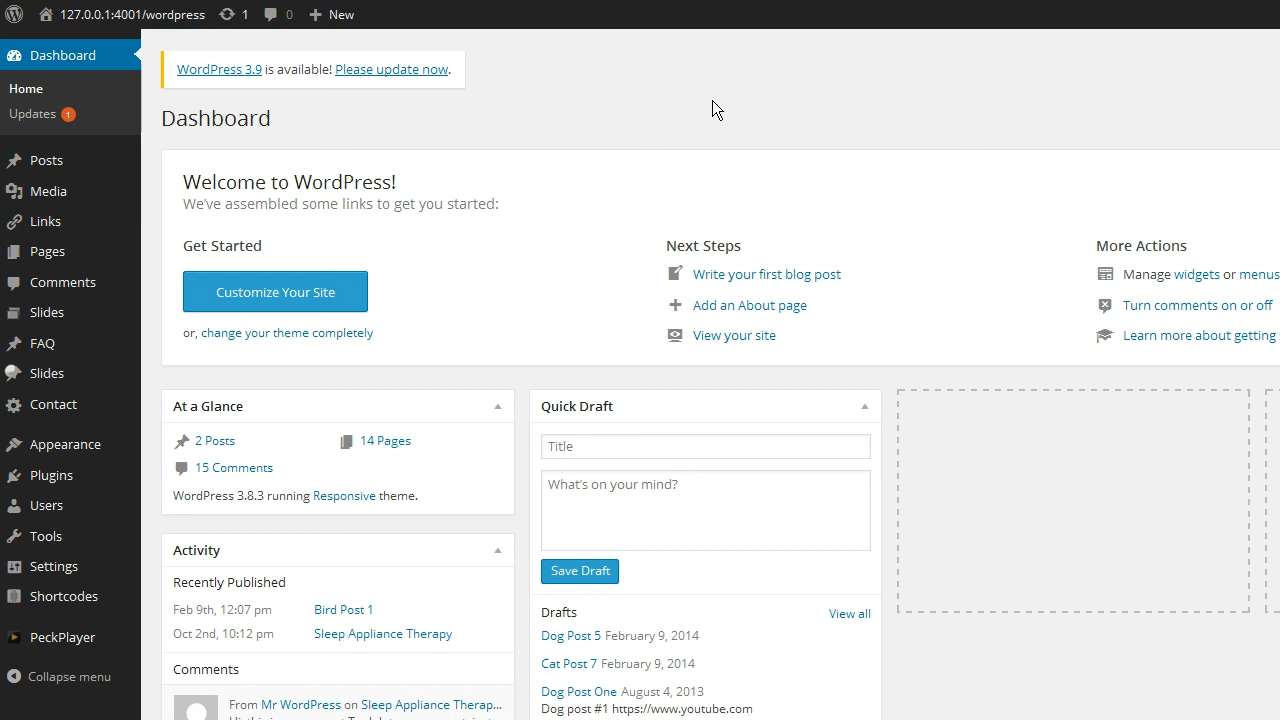 127.0.0.1:4001/wordpress 1 0 New
Dashboard
Home
Updates 1
Posts
Media
Links
Pages
Comments
Slides
FAQ
Slides
Contact
Appearance
Plugins
Users
Tools
Settings
Shortcodes
PeckPlayer
Collapse menu
WordPress 3.9 is available! Please update now.
Dashboard
Welcome to WordPress!
We've assembled some links to get you started:
Get Started
Customize Your Site
or, change your theme completely
Next Steps
Write your first blog post
Add an About page
View your site
More Actions
Manage widgets or menus
Turn comments on or off
Learn more about getting
At a Glance
2 Posts 14 Pages
15 Comments
WordPress 3.8.3 running Responsive theme.
Activity
Recently Published
Feb 9th, 12:07 pm Bird Post 1
Oct 2nd, 10:12 pm Sleep Appliance Therapy
Comments
From Mr WordPress on Sleep Appliance Therap...
Quick Draft
Title
What's on your mind?
Save Draft
Drafts View all
Dog Post 5 February 9, 2014
Cat Post 7 February 9, 2014
Dog Post One August 4, 2013
Dog post #1 https://www.youtube.com